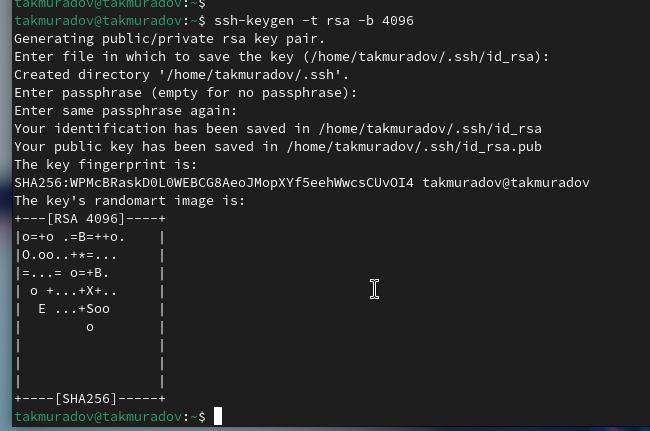 takmuradov@takmuradov:~$
takmuradov@takmuradov:~$ ssh-keygen -t rsa -b 4096
Generating public/private rsa key pair.
Enter file in which to save the key (/home/takmuradov/.ssh/id_rsa):
Created directory '/home/takmuradov/.ssh'.
Enter passphrase (empty for no passphrase):
Enter same passphrase again:
Your identification has been saved in /home/takmuradov/.ssh/id_rsa
Your public key has been saved in /home/takmuradov/.ssh/id_rsa.pub
The key fingerprint is:
SHA256:WPMcBRaskD0L0WEBCG8AeoJMopXYf5eehWwcsCUvOI4 takmuradov@takmuradov
The key's randomart image is:
+---[RSA 4096]----+
|o=+o .=B=++o.    |
|O.oo..+*=...     |
|=...= o=+B.      |
| o +...+X+..     |
|  E ...+Soo      |
|        o        |
|                 |
|                 |
|                 |
+----[SHA256]-----+
takmuradov@takmuradov:~$